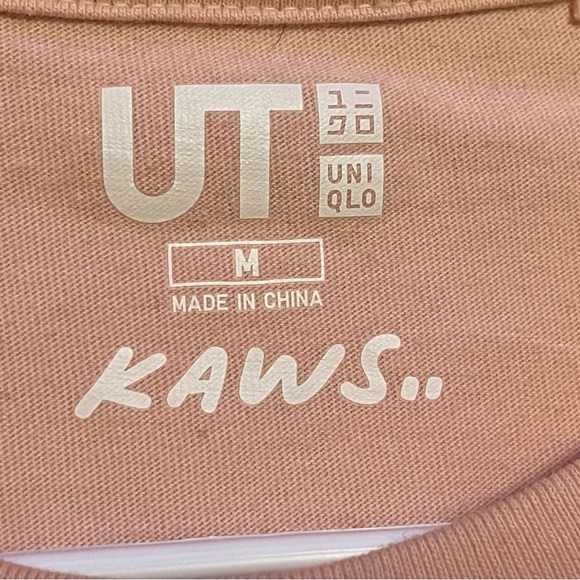 UT
ユニ
クロ
UNI
QLO
M
MADE IN CHINA
KAWS..